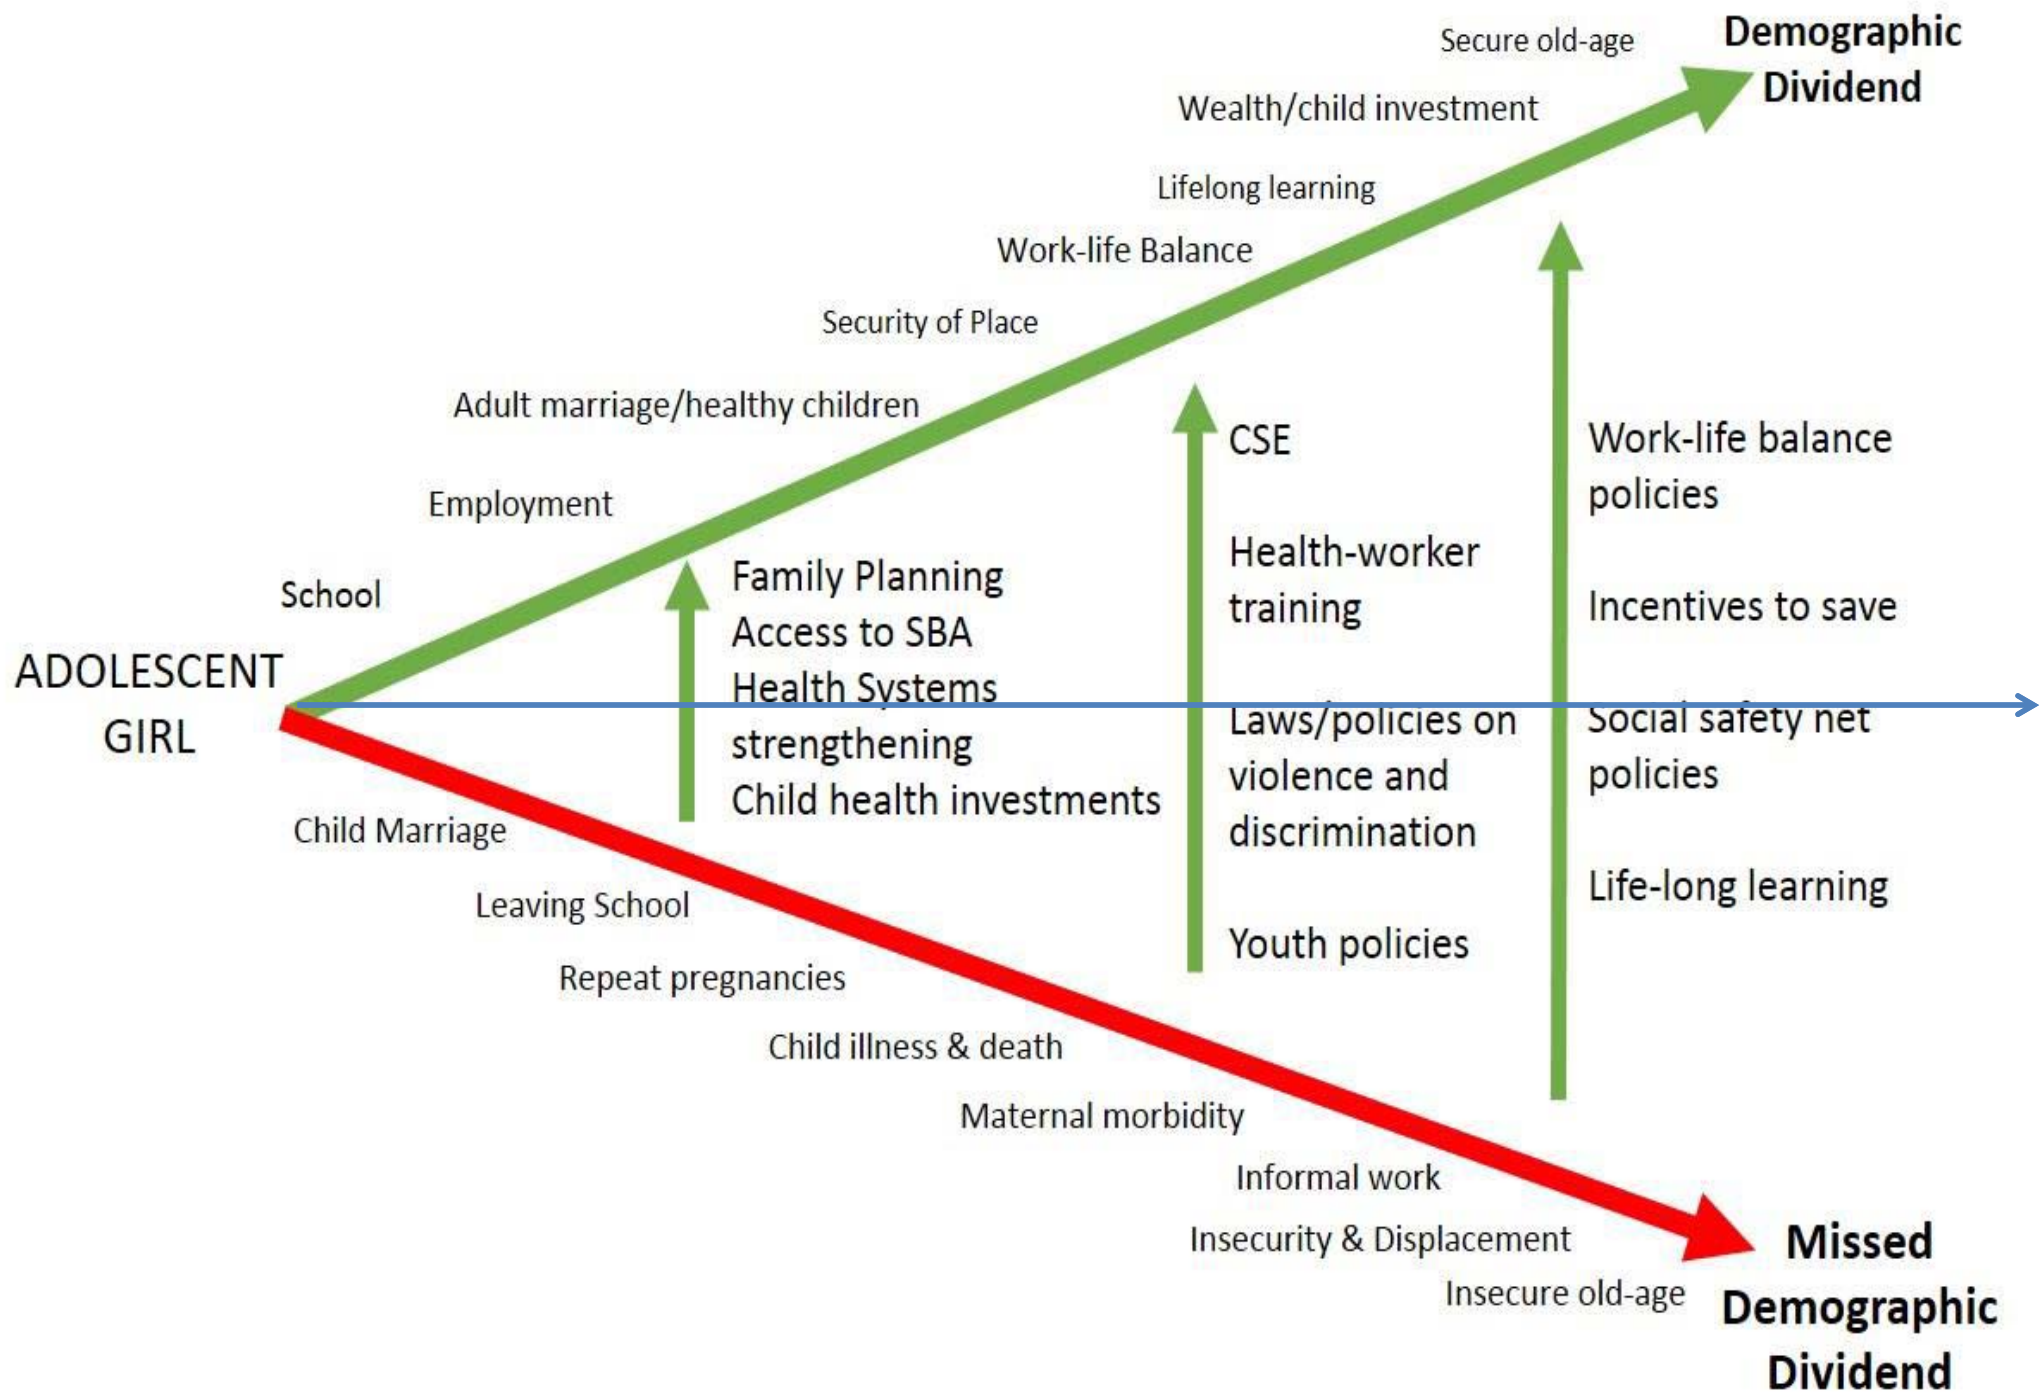 Secure old-age
Demographic
Dividend
Wealth/child investment
Lifelong learning
Work-life Balance
Security of Place
Adult marriage/healthy children
Employment
School
ADOLESCENT
GIRL
Family Planning
Access to SBA
Health Systems
strengthening
Child health investments
CSE
Health-worker
training
Laws/policies on
violence and
discrimination
Youth policies
Work-life balance
policies
Incentives to save
Social safety net
policies
Life-long learning
Child Marriage
Leaving School
Repeat pregnancies
Child illness & death
Maternal morbidity
Informal work
Insecurity & Displacement
Insecure old-age
Missed
Demographic
Dividend